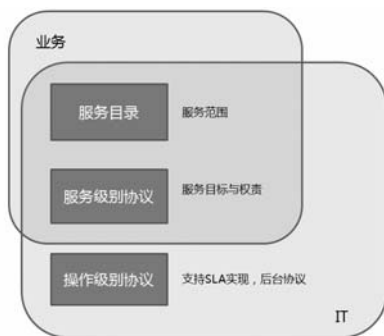 业务
服务目录 服务范围
服务级别协议 服务目标与权责
操作级别协议 支持SLA实现，后台协议
IT